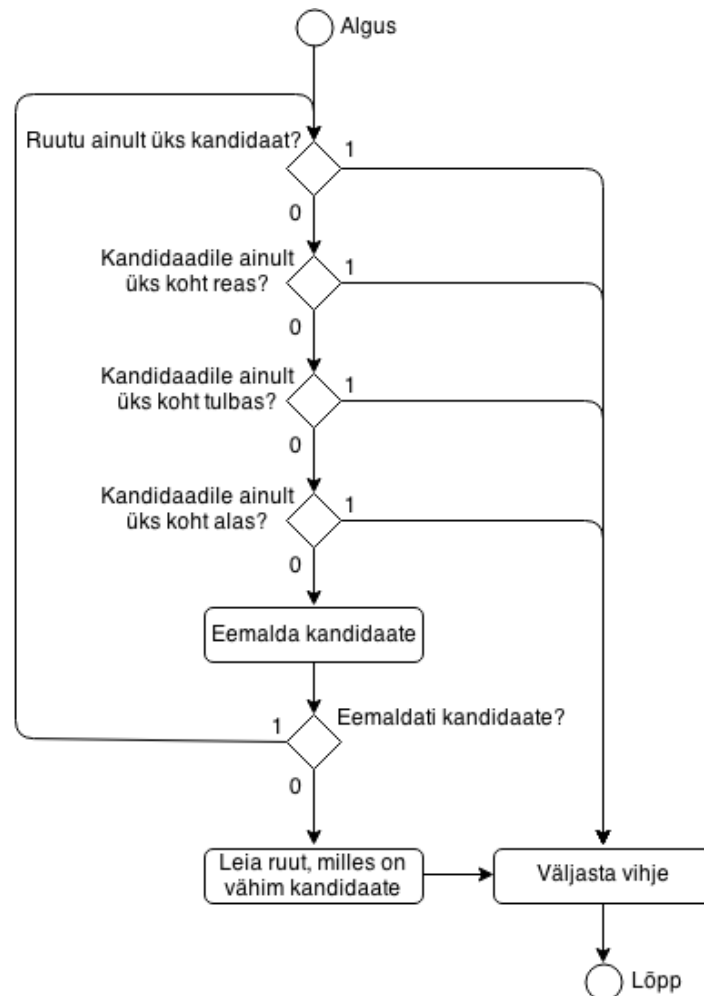 Algus
Ruutu ainult üks kandidaat?
1
0
Kandidaadile ainult
üks koht reas?
1
0
Kandidaadile ainult
üks koht tulbas?
1
0
Kandidaadile ainult
üks koht alas?
1
0
Eemalda kandidaate
Eemaldati kandidaate?
1
0
Leia ruut, milles on
vähim kandidaate
Väljasta vihje
Lõpp